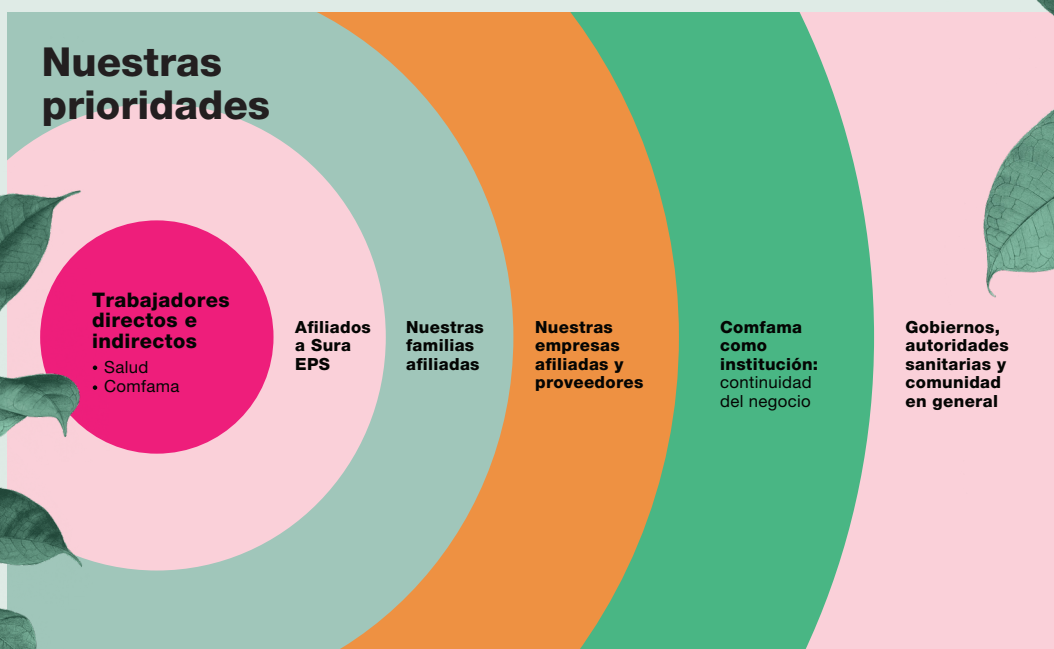 Nuestras
prioridades
Trabajadores
directos e
indirectos
• Salud
• Comfama
Afiliados
a Sura
EPS
Nuestras
familias
afiliadas
Nuestras
empresas
afiliadas y
proveedores
Comfama
como
institución:
continuidad
del negocio
Gobiernos,
autoridades
sanitarias y
comunidad
en general